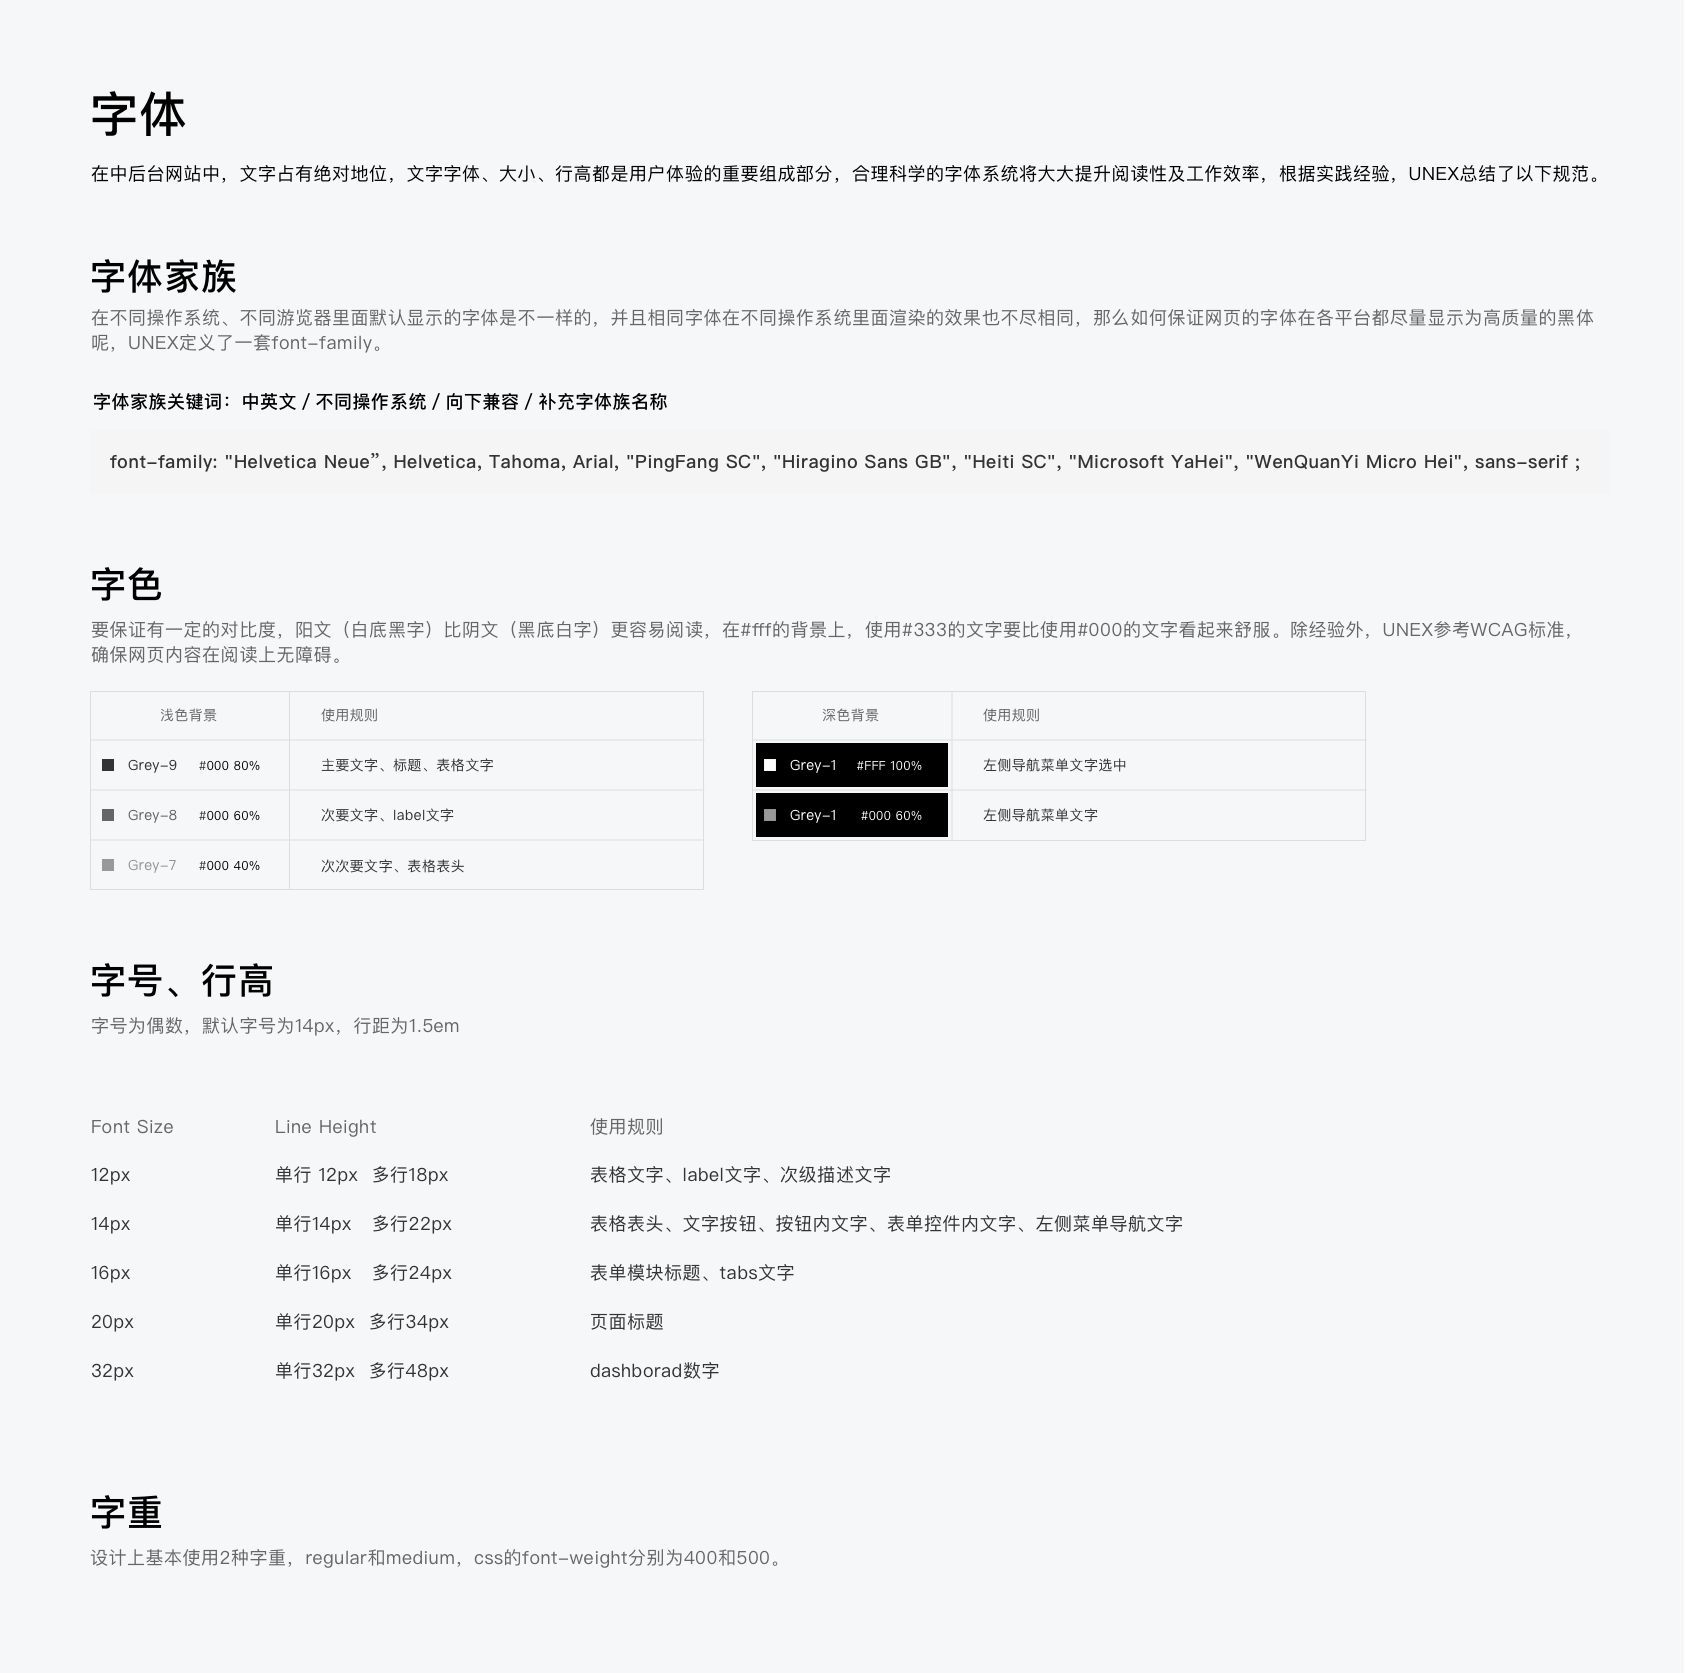 字体
在中后台网站中，文字占有绝对地位，文字字体、大小、行高都是用户体验的重要组成部分，合理科学的字体系统将大大提升阅读性及工作效率，根据实践经验，UNEX总结了以下规范。
字体家族
在不同操作系统、不同游览器里面默认显示的字体是不一样的，并且相同字体在不同操作系统里面渲染的效果也不尽相同，那么如何保证网页的字体在各平台都尽量显示为高质量的黑体
呢，UNEX定义了一套font-family。
字体家族关键词：中英文 / 不同操作系统 / 向下兼容 / 补充字体族名称
font-family: "Helvetica Neue”, Helvetica, Tahoma, Arial, "PingFang SC", "Hiragino Sans GB", "Heiti SC", "Microsoft YaHei", "WenQuanYi Micro Hei", sans-serif ;
字色
要保证有一定的对比度，阳文（白底黑字）比阴文（黑底白字）更容易阅读，在#fff的背景上，使用#333的文字要比使用#000的文字看起来舒服。除经验外，UNEX参考WCAG标准，
确保网页内容在阅读上无障碍。
浅色背景 使用规则
Grey-9 #000 80% 主要文字、标题、表格文字
Grey-8 #000 60% 次要文字、label文字
Grey-7 #000 40% 次次要文字、表格表头
深色背景 使用规则
Grey-1 #FFF 100% 左侧导航菜单文字选中
Grey-1 #000 60% 左侧导航菜单文字
字号、行高
字号为偶数，默认字号为14px，行距为1.5em
Font Size Line Height 使用规则
12px 单行 12px 多行18px 表格文字、label文字、次级描述文字
14px 单行14px 多行22px 表格表头、文字按钮、按钮内文字、表单控件内文字、左侧菜单导航文字
16px 单行16px 多行24px 表单模块标题、tabs文字
20px 单行20px 多行34px 页面标题
32px 单行32px 多行48px dashborad数字
字重
设计上基本使用2种字重，regular和medium，css的font-weight分别为400和500。